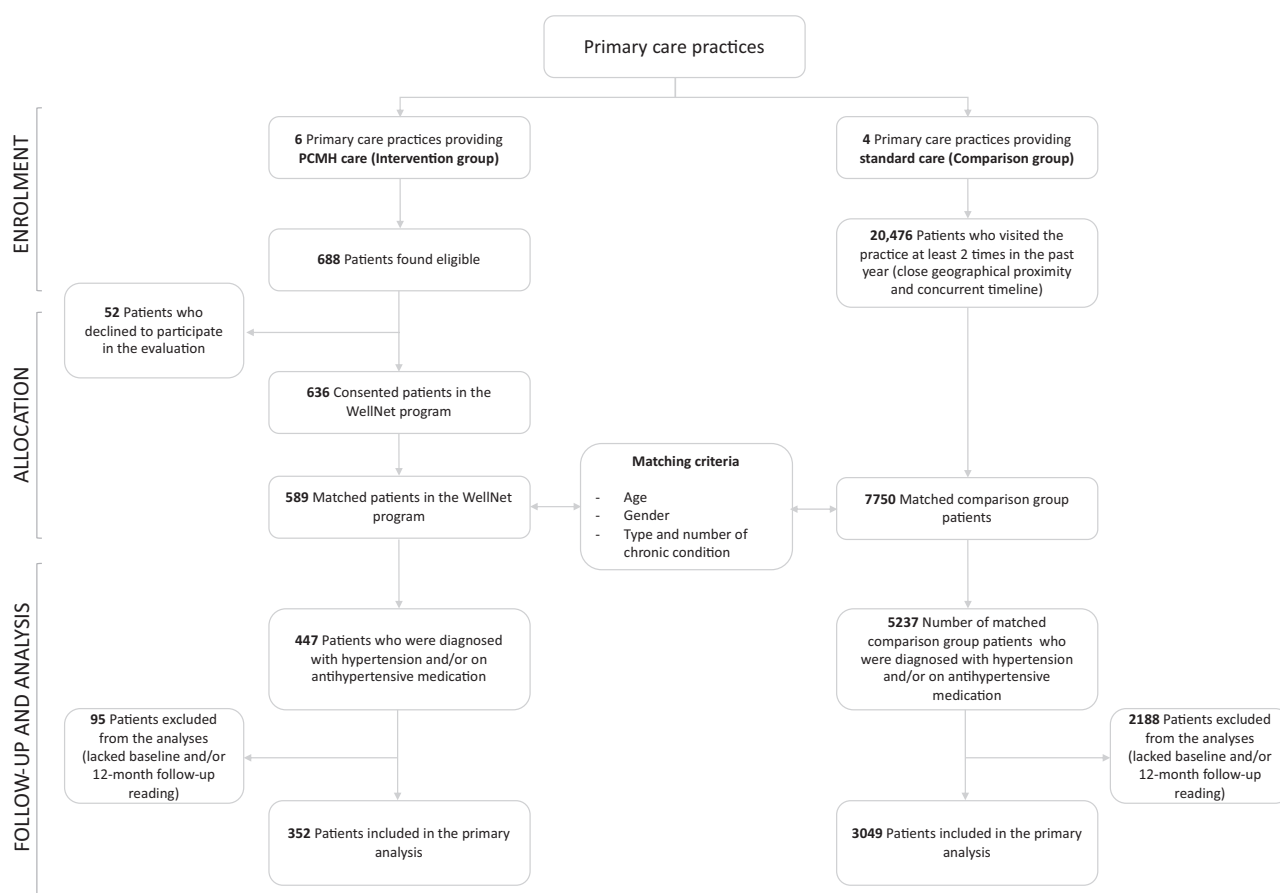 Primary care practices
ENROLMENT
6 Primary care practices providing
PCMH care (Intervention group)
4 Primary care practices providing
standard care (Comparison group)
688 Patients found eligible
20,476 Patients who visited the
practice at least 2 times in the past
year (close geographical proximity
and concurrent timeline)
ALLOCATION
52 Patients who
declined to participate
in the evaluation
636 Consented patients in the
WellNet program
589 Matched patients in the WellNet
program
Matching criteria
- Age
- Gender
- Type and number of
chronic condition
7750 Matched comparison group
patients
FOLLOW-UP AND ANALYSIS
447 Patients who were diagnosed
with hypertension and/or on
antihypertensive medication
5237 Number of matched
comparison group patients who
were diagnosed with hypertension
and/or on antihypertensive
medication
95 Patients excluded
from the analyses
(lacked baseline and/or
12-month follow-up
reading)
2188 Patients excluded
from the analyses
(lacked baseline and/or
12-month follow-up
reading)
352 Patients included in the primary
analysis
3049 Patients included in the primary
analysis